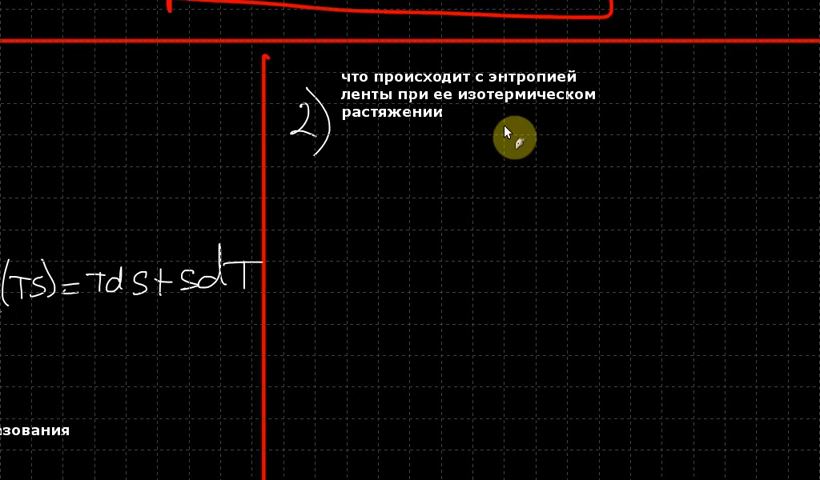 что происходит с энтропией
ленты при ее изотермическом
растяжении
2)
(TS)=TdS+SdT
зования